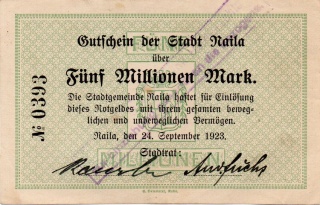 Gutschein der Stadt Naila
über
Fünf Millionen Mark.
Die Stadtgemeinde Naila haftet für Einlösung
dieses Notgeldes mit ihrem gesamten beweg-
lichen und unbeweglichen Vermögen.
Naila, den 24. September 1923.
Stadtrat:
№ 0393
MILLIONEN